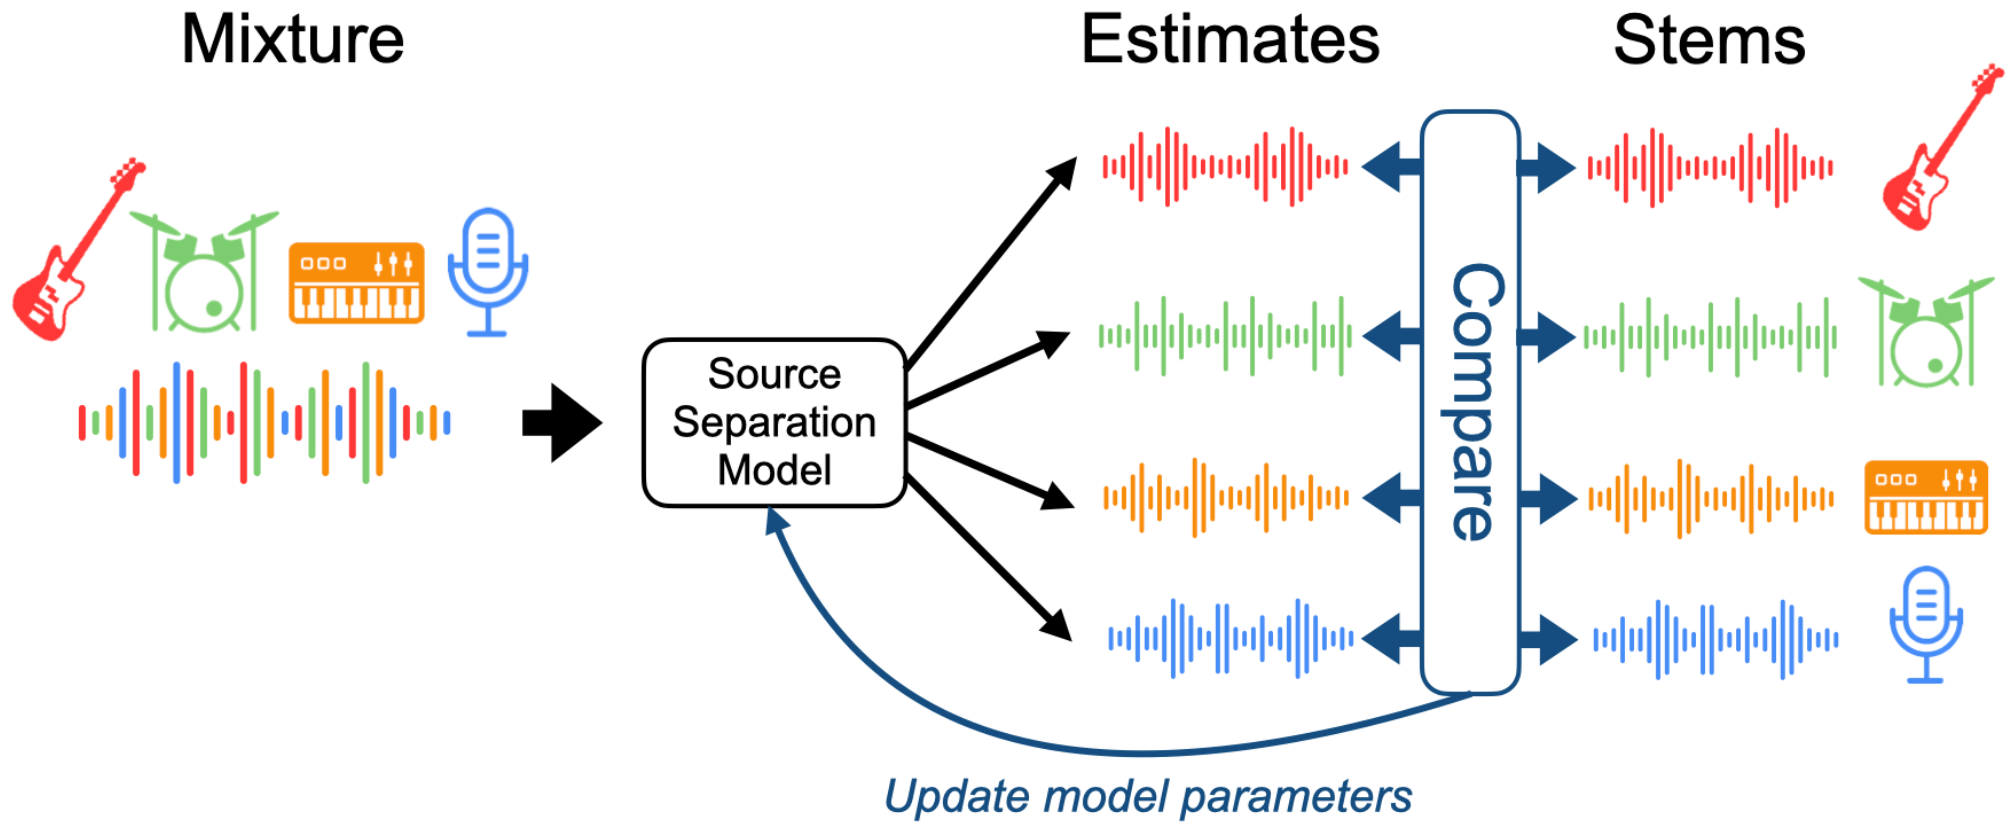 Mixture
Estimates
Stems
Source
Separation
Model
Compare
Update model parameters